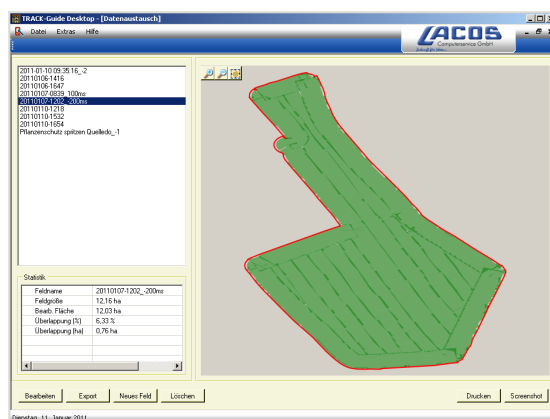 TRACK-Guide Desktop - [Datenaustausch]
Datei Extras Hilfe
LACOS
Computerservice GmbH
2011-01-10 09:35:16_-2
20110106-1416
20110106-1647
20110107-0839_100ms
20110107-1202_-200ms
20110110-1218
20110110-1532
20110110-1654
Pflanzenschutz spritzen Quelledo_-1
Statistik
Feldname 20110107-1202_-200ms
Feldgröße 12,16 ha
Bearb. Fläche 12,03 ha
Überlappung (%) 6,33 %
Überlappung (ha) 0,76 ha
Bearbeiten Export Neues Feld Löschen Drucken Screenshot
Dienstag, 11. Januar 2011